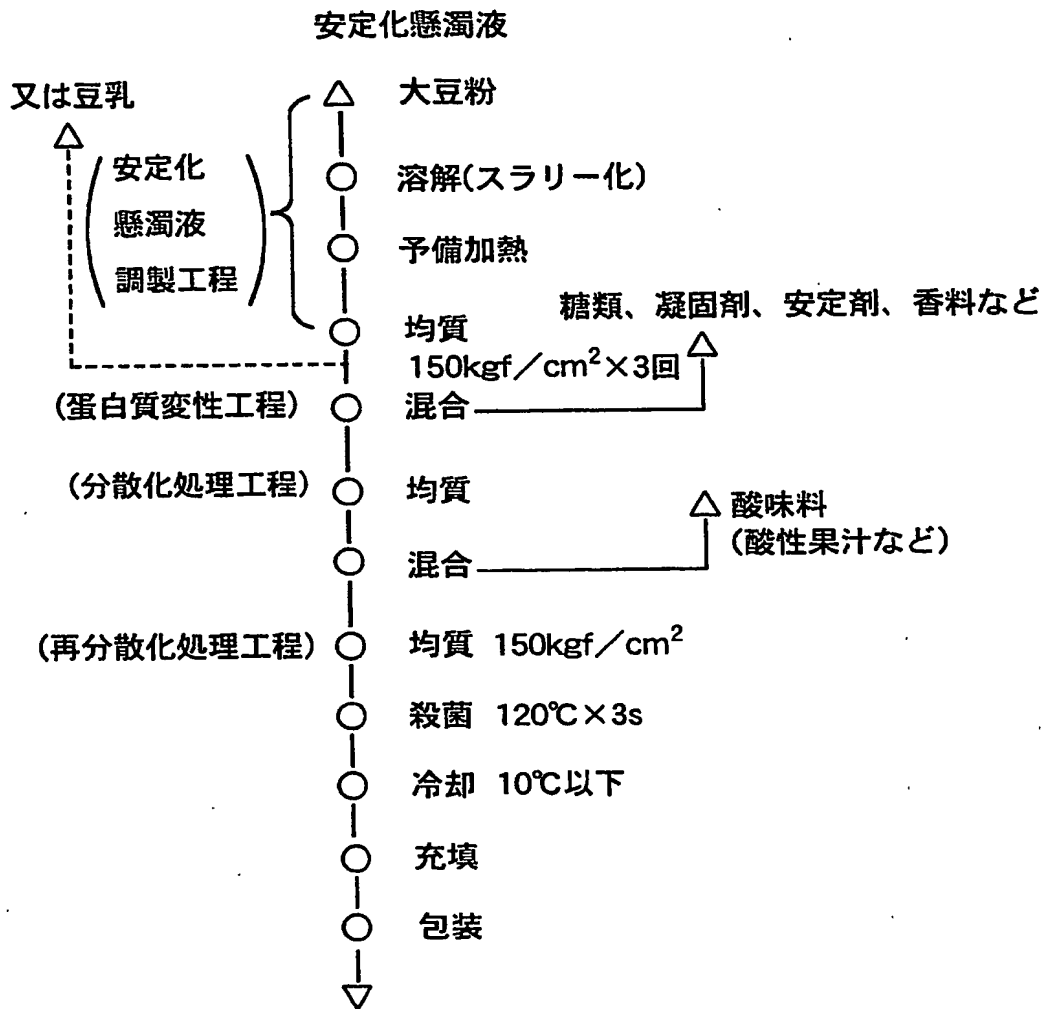 安定化懸濁液
又は豆乳
大豆粉
安定化
懸濁液
調製工程
溶解(スラリー化)
予備加熱
均質
150kgf/cm²×3回
糖類、凝固剤、安定剤、香料など
(蛋白質変性工程)
混合
(分散化処理工程)
均質
酸味料
(酸性果汁など)
混合
(再分散化処理工程)
均質 150kgf/cm²
殺菌 120℃×3s
冷却 10℃以下
充填
包装